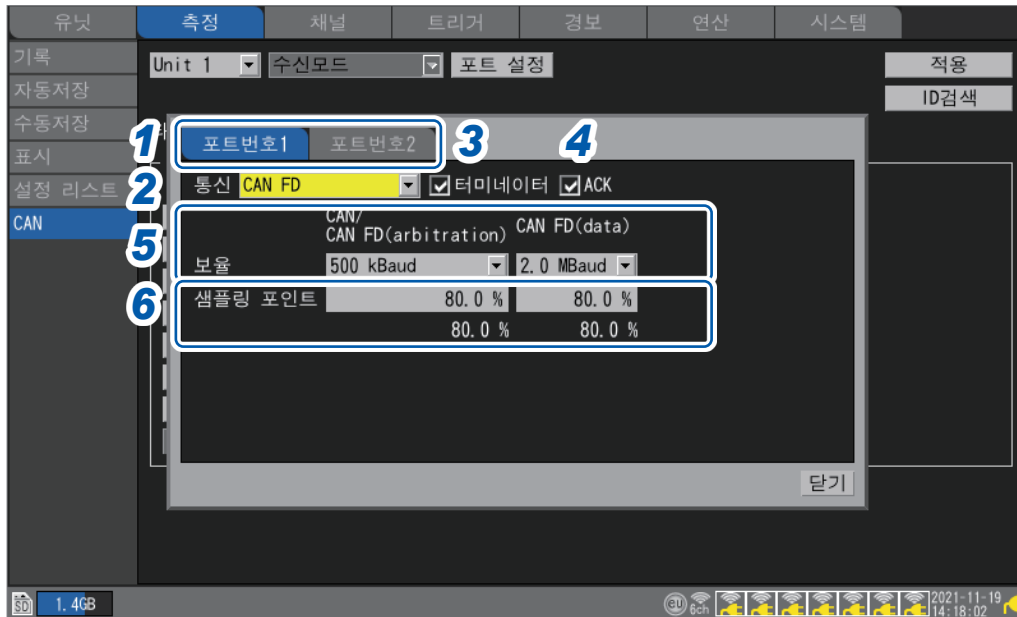 유닛 측정 채널 트리거 경보 연산 시스템
기록
자동저장
수동저장
표시
설정 리스트
CAN
Unit 1 수신모드 포트 설정 적용
ID검색
1 포트번호1 포트번호2 3 4
2 통신 CAN FD 터미네이터 ACK
CAN/
CAN FD(arbitration) CAN FD(data)
5 보율 500 kBaud 2.0 MBaud
6 샘플링 포인트 80.0 % 80.0 %
80.0 % 80.0 %
닫기
SD 1.4GB eu 6ch 2021-11-19
14:18:02